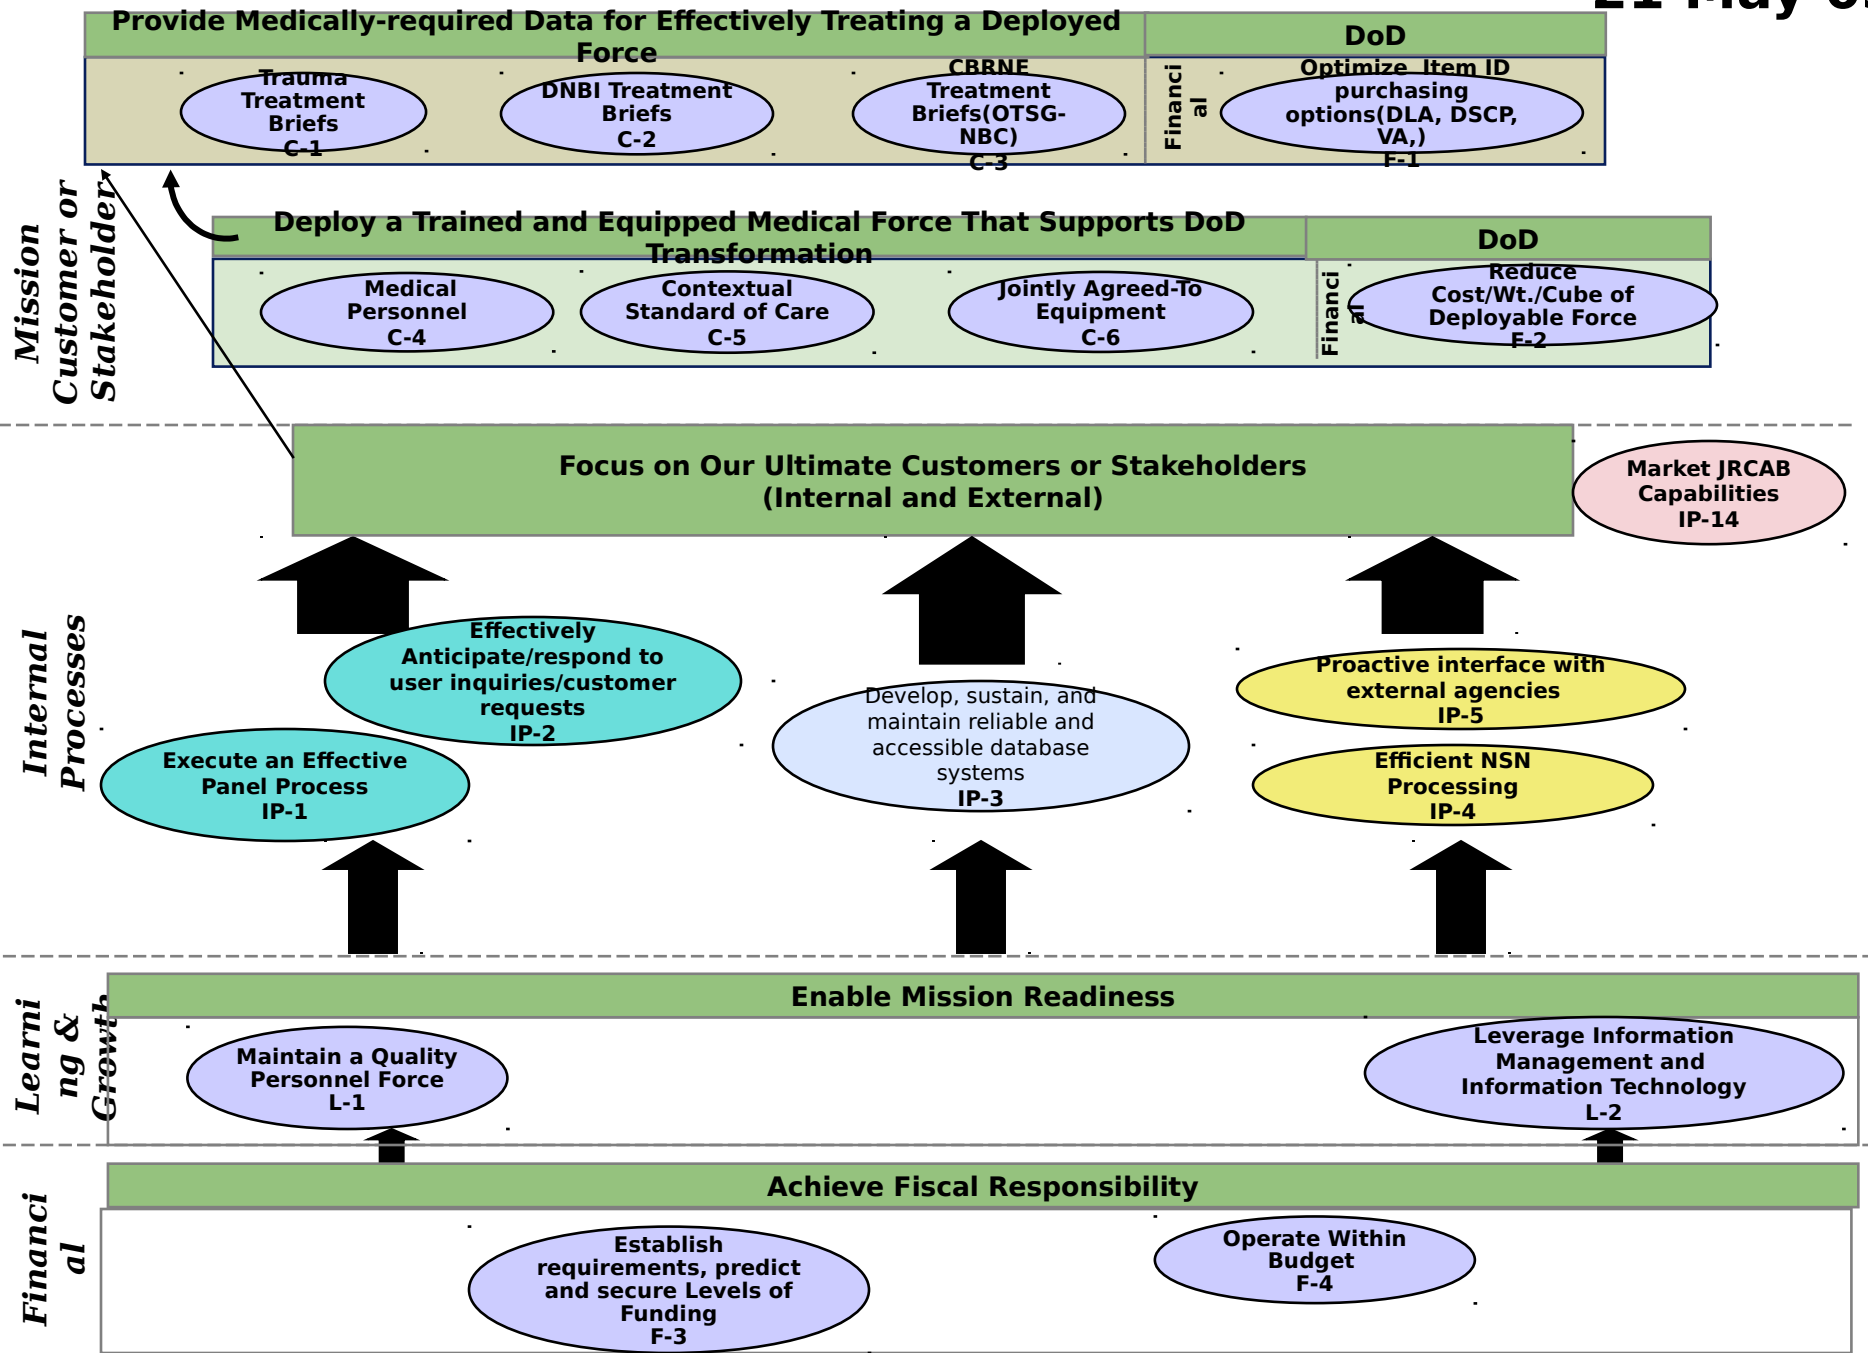 21 May
Provide Medically-required Data for Effectively Treating a Deployed
Force
DoD
Trauma
Treatment
Briefs
C-1
DNBI Treatment
Briefs
C-2
CBRNE
Treatment
Briefs(OTSG-
NBC)
C-3
Financi
al
Optimize Item ID
purchasing
options(DLA, DSCP,
VA,)
F-1
Mission
Customer or
Stakeholder
Deploy a Trained and Equipped Medical Force That Supports DoD
Transformation
DoD
Medical
Personnel
C-4
Contextual
Standard of Care
C-5
Jointly Agreed-To
Equipment
C-6
Financi
al
Reduce
Cost/Wt./Cube of
Deployable Force
F-2
Focus on Our Ultimate Customers or Stakeholders
(Internal and External)
Market JRCAB
Capabilities
IP-14
Internal
Processes
Effectively
Anticipate/respond to
user inquiries/customer
requests
IP-2
Execute an Effective
Panel Process
IP-1
Develop, sustain, and
maintain reliable and
accessible database
systems
IP-3
Proactive interface with
external agencies
IP-5
Efficient NSN
Processing
IP-4
Learni
ng &
Growth
Enable Mission Readiness
Maintain a Quality
Personnel Force
L-1
Leverage Information
Management and
Information Technology
L-2
Financi
al
Achieve Fiscal Responsibility
Establish
requirements, predict
and secure Levels of
Funding
F-3
Operate Within
Budget
F-4